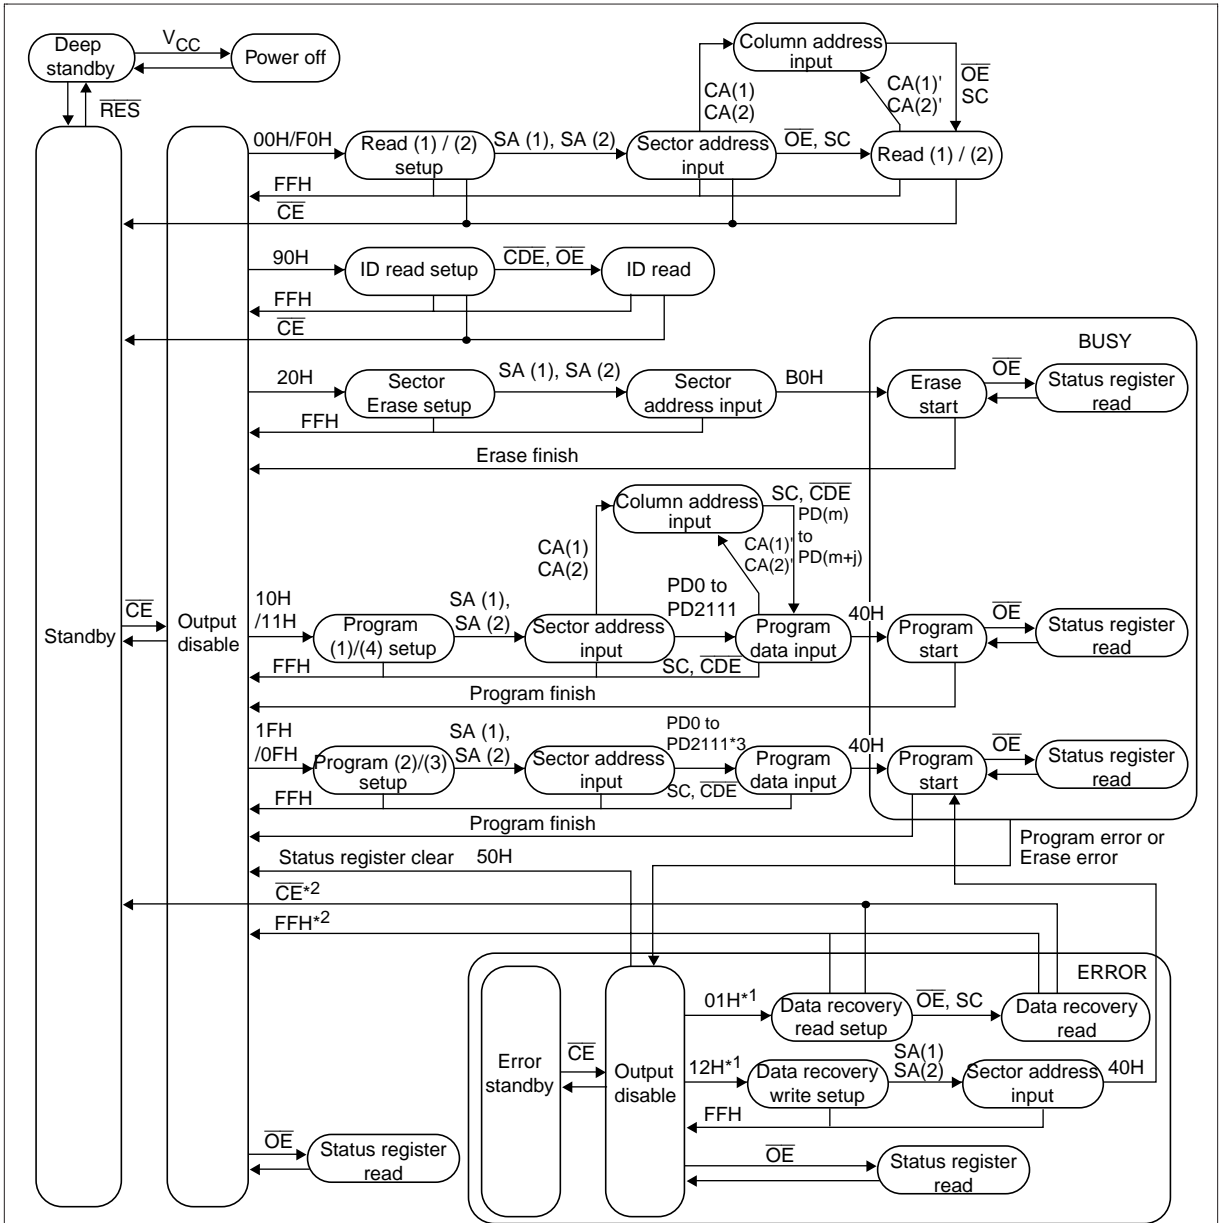 Deep
standby
VCC
Power off
RES
Column address
input
CA(1)
CA(2)
CA(1)'
CA(2)'
OE
SC
00H/F0H
Read (1) / (2)
setup
SA (1), SA (2)
Sector address
input
OE, SC
Read (1) / (2)
FFH
CE
90H
ID read setup
CDE, OE
ID read
FFH
CE
BUSY
20H
Sector
Erase setup
SA (1), SA (2)
Sector
address input
B0H
Erase
start
OE
Status register
read
FFH
Erase finish
Column address
input
SC, CDE
PD(m)
to
PD(m+j)
CA(1)
CA(2)
CA(1)'
CA(2)'
Standby
CE
Output
disable
10H
/11H
Program
(1)/(4) setup
SA (1),
SA (2)
Sector address
input
PD0 to
PD2111
SC, CDE
Program
data input
40H
Program
start
OE
Status register
read
FFH
Program finish
1FH
/0FH
Program (2)/(3)
setup
SA (1),
SA (2)
Sector address
input
PD0 to
PD2111*3
SC, CDE
Program
data input
40H
Program
start
OE
Status register
read
FFH
Program finish
Program error or
Erase error
Status register clear 50H
CE*2
FFH*2
ERROR
Error
standby
CE
Output
disable
01H*1
Data recovery
read setup
OE, SC
Data recovery
read
12H*1
Data recovery
write setup
SA(1)
SA(2)
Sector address
input
40H
FFH
OE
Status register
read
OE
Status register
read